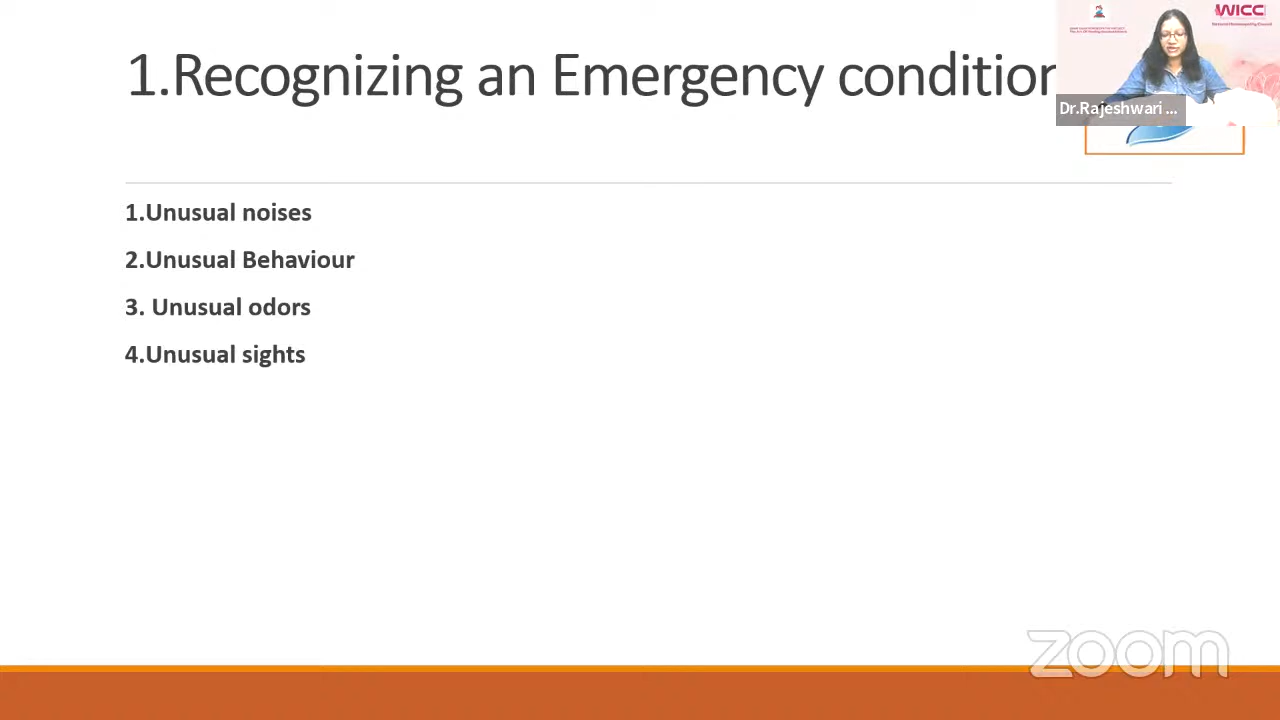 1.Recognizing an Emergency condition
WICC
Dr.Rajeshwari ...
1.Unusual noises
2.Unusual Behaviour
3. Unusual odors
4.Unusual sights
zoom